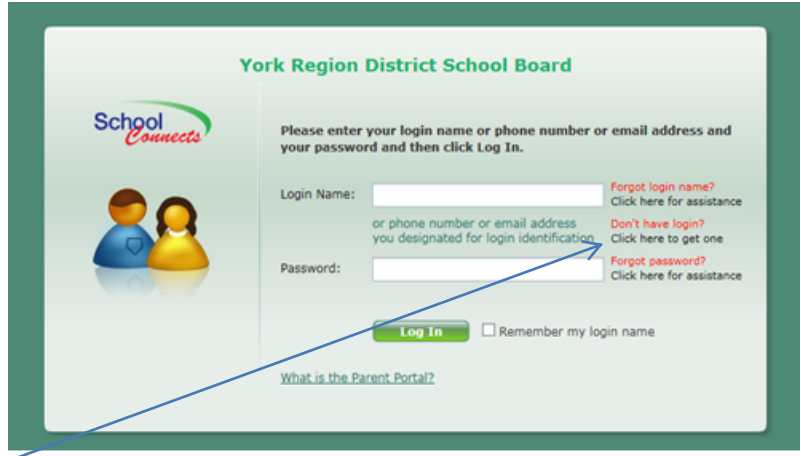 York Region District School Board
School
Connects
Please enter your login name or phone number or email address and
your password and then click Log In.
Login Name:
Forgot login name?
Click here for assistance
or phone number or email address
you designated for login identification
Don't have login?
Click here to get one
Password:
Forgot password?
Click here for assistance
Log In
Remember my login name
What is the Parent Portal?